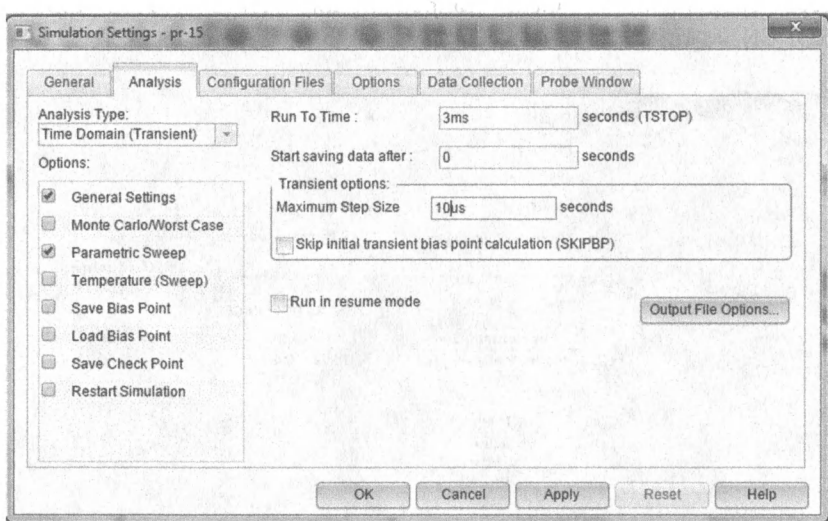 Simulation Settings - pr-15
General
Analysis
Configuration Files
Options
Data Collection
Probe Window
Analysis Type:
Time Domain (Transient)
Options:
General Settings
Monte Carlo/Worst Case
Parametric Sweep
Temperature (Sweep)
Save Bias Point
Load Bias Point
Save Check Point
Restart Simulation
Run To Time :
3ms
seconds (TSTOP)
Start saving data after :
0
seconds
Transient options:
Maximum Step Size
10µs
seconds
Skip initial transient bias point calculation (SKIPBP)
Run in resume mode
Output File Options...
OK
Cancel
Apply
Reset
Help